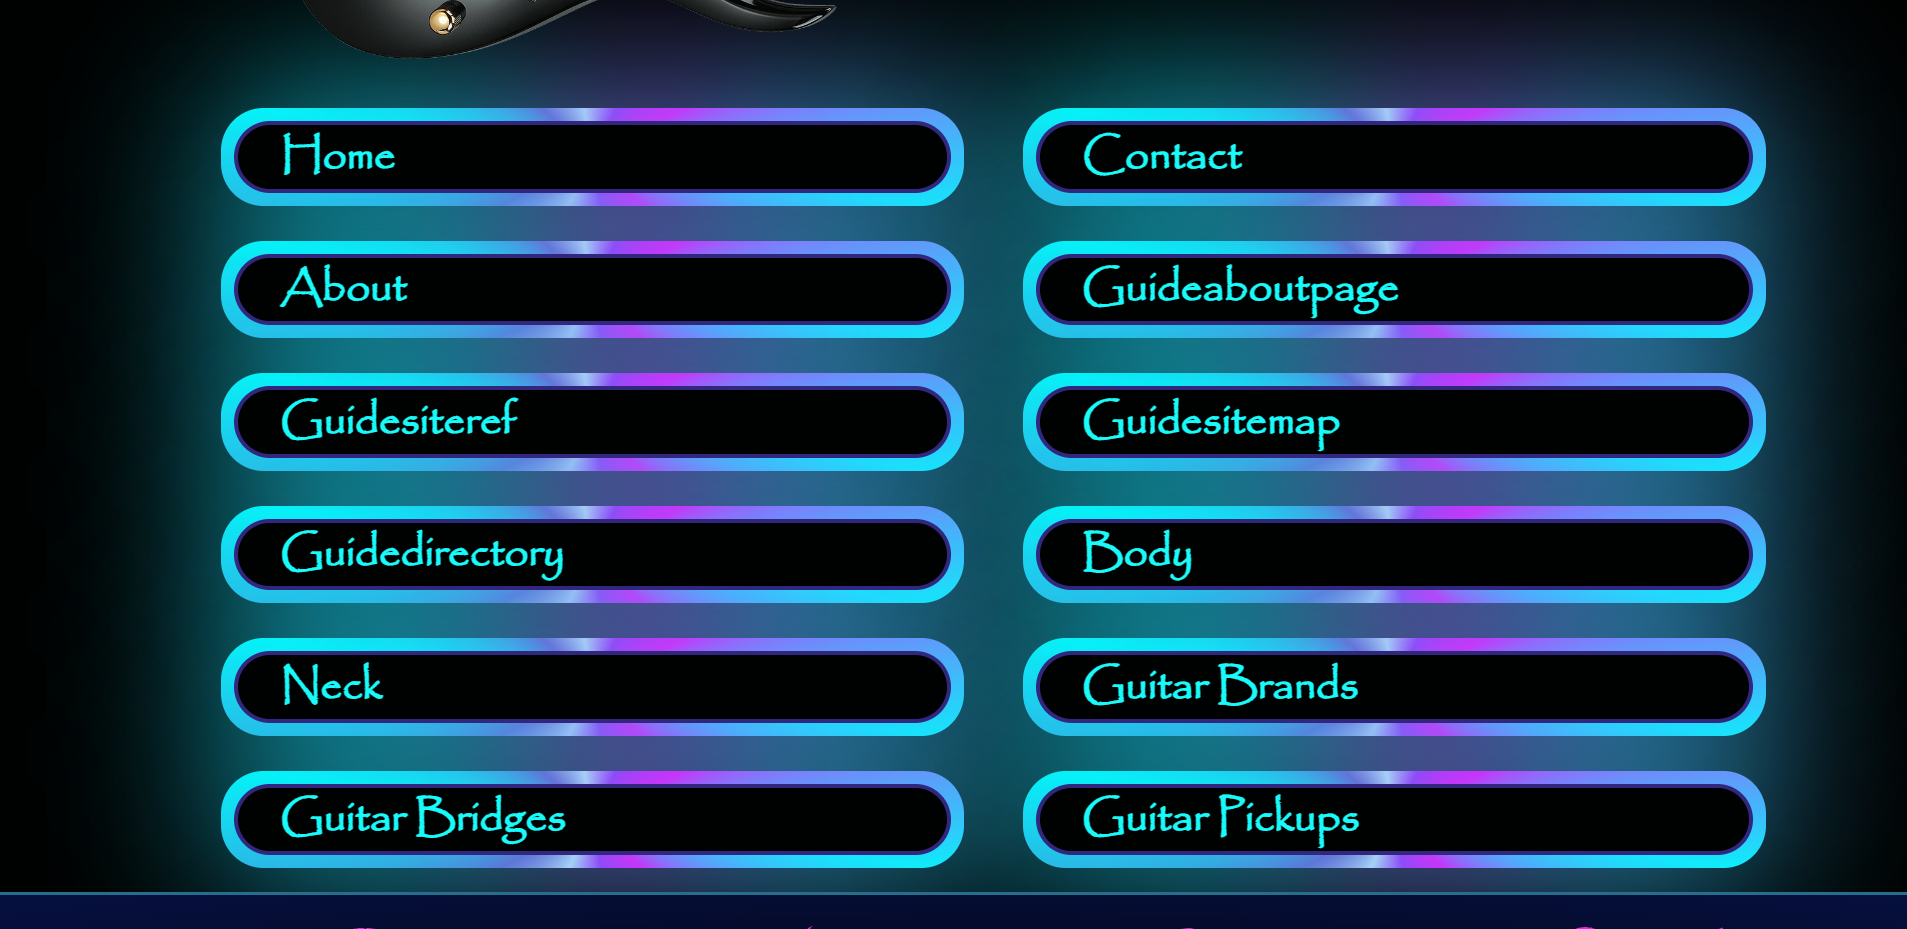 Home
Contact
About
Guideaboutpage
Guidesiteref
Guidesitemap
Guidedirectory
Body
Neck
Guitar Brands
Guitar Bridges
Guitar Pickups